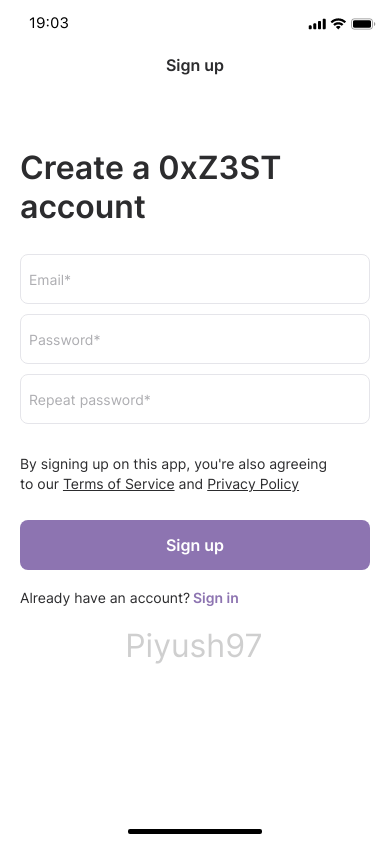 19:03
Sign up
Create a 0xZ3ST
account
Email*
Password*
Repeat password*
By signing up on this app, you're also agreeing
to our Terms of Service and Privacy Policy
Sign up
Already have an account? Sign in
Piyush97